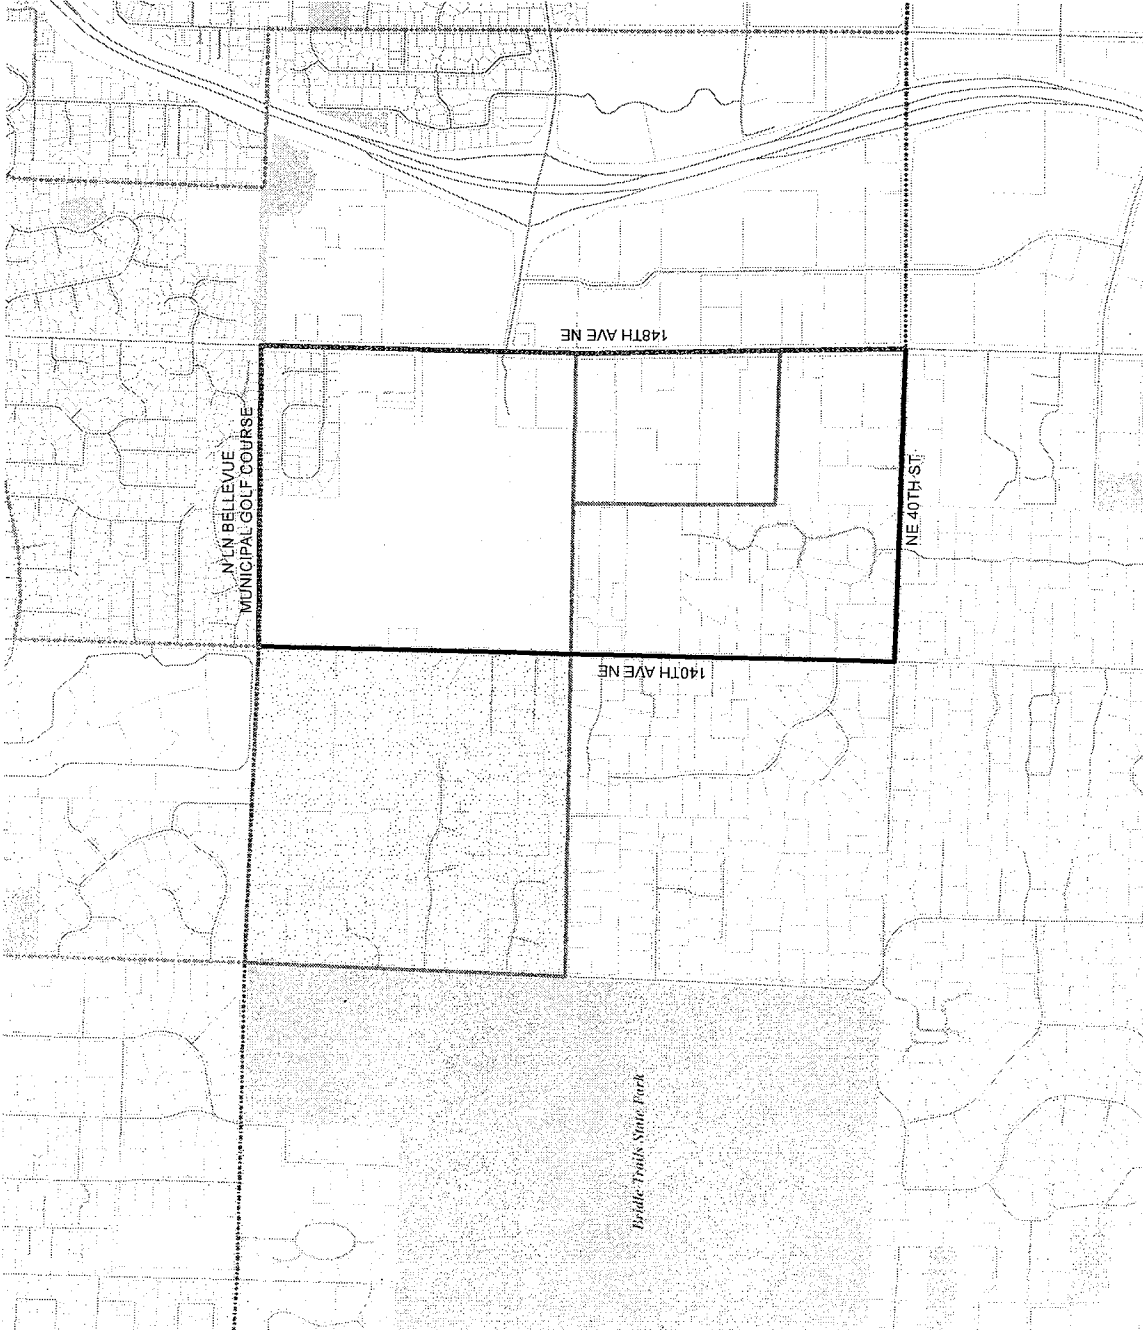 148TH AVE NE
N'LN BELLEVUE
MUNICIPAL GOLF COURSE
NE 40TH ST
140TH AVE NE
Bridle Trails State Park